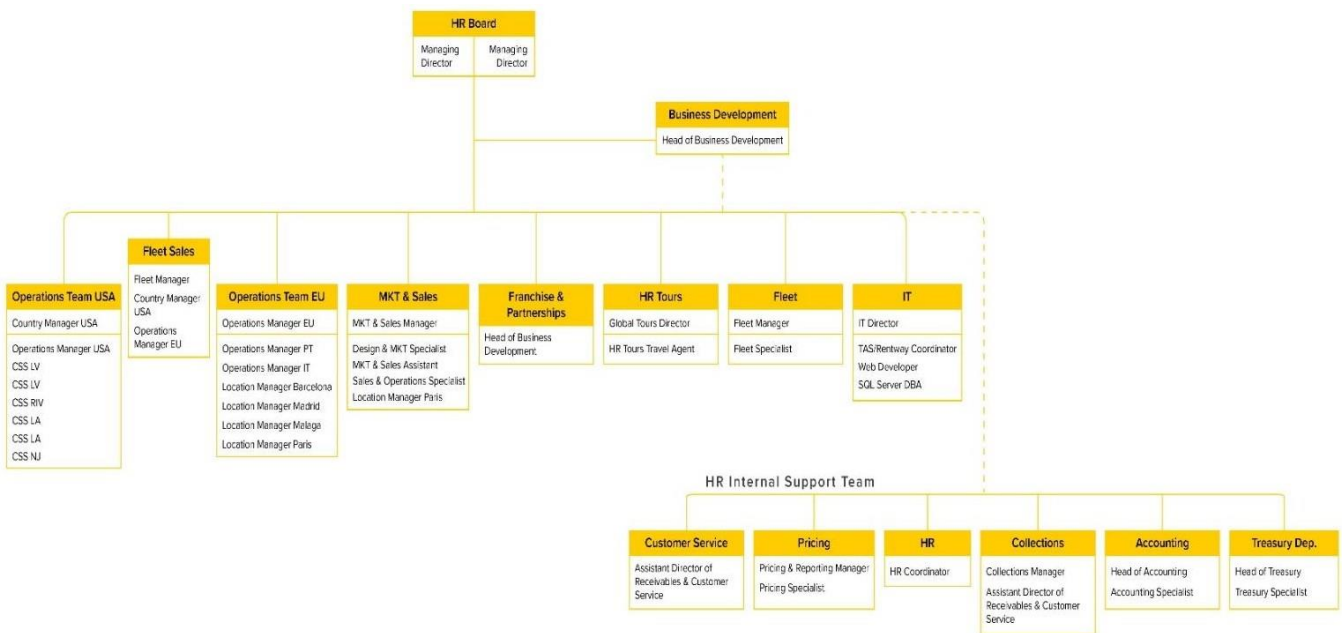 HR Board
Managing Director
Managing Director
Business Development
Head of Business Development
Operations Team USA
Country Manager USA
Operations Manager USA
CSS LV
CSS LV
CSS RIV
CSS LA
CSS LA
CSS NJ
Fleet Sales
Fleet Manager
Country Manager
USA
Operations
Manager EU
Operations Team EU
Operations Manager EU
Operations Manager PT
Operations Manager IT
Location Manager Barcelona
Location Manager Madrid
Location Manager Malaga
Location Manager Paris
MKT & Sales
MKT & Sales Manager
Design & MKT Specialist
MKT & Sales Assistant
Sales & Operations Specialist
Location Manager Paris
Franchise &
Partnerships
Head of Business
Development
HR Tours
Global Tours Director
HR Tours Travel Agent
Fleet
Fleet Manager
Fleet Specialist
IT
IT Director
TAS/Rentway Coordinator
Web Developer
SQL Server DBA
HR Internal Support Team
Customer Service
Assistant Director of
Receivables & Customer
Service
Pricing
Pricing & Reporting Manager
Pricing Specialist
HR
HR Coordinator
Collections
Collections Manager
Assistant Director of
Receivables & Customer
Service
Accounting
Head of Accounting
Accounting Specialist
Treasury Dep.
Head of Treasury
Treasury Specialist